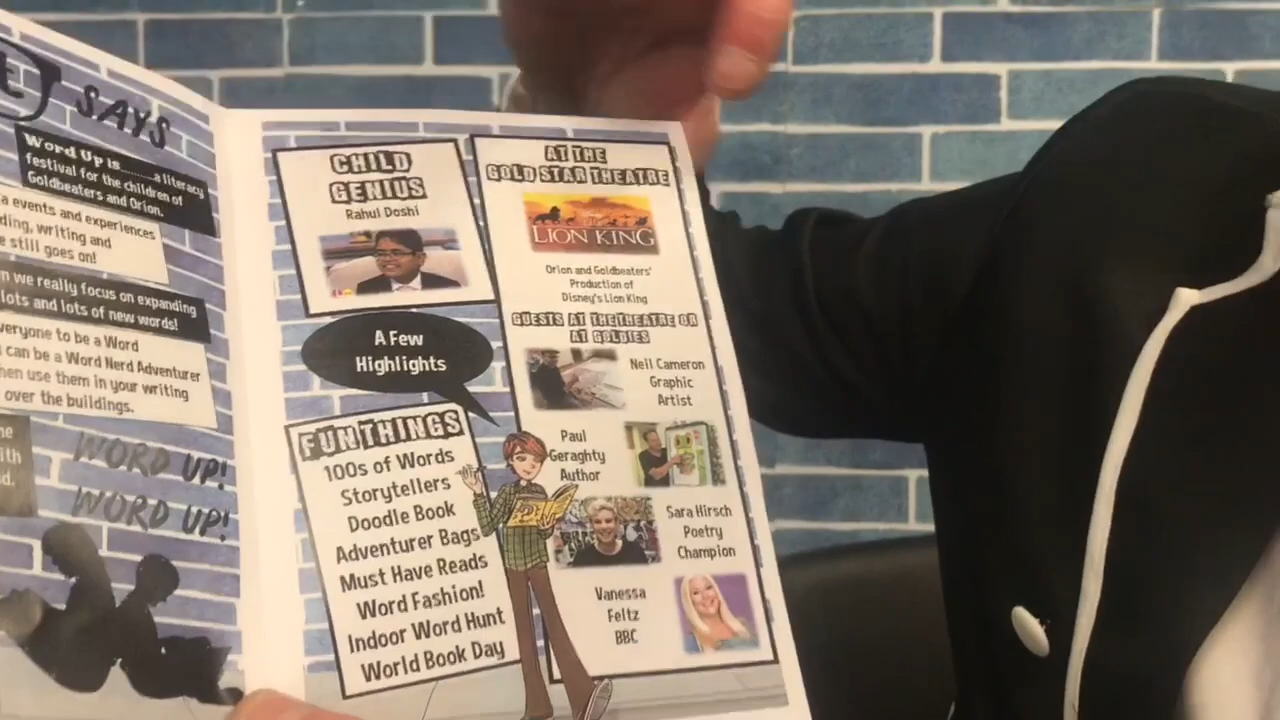 t SAYS
Word Up is........a literacy
festival for the children of
Goldbeaters and Orion.
a events and experiences
ding, writing and
still goes on!
we really focus on expanding
lots and lots of new words!
everyone to be a Word
can be a Word Nerd Adventurer
then use them in your writing
over the buildings.
WORD UP!
WORD UP!
CHILD
GENIUS
Rahul Doshi
A Few
Highlights
FUN THINGS
100s of Words
Storytellers
Doodle Book
Adventurer Bags
Must Have Reads
Word Fashion!
Indoor Word Hunt
World Book Day
AT THE
GOLD STAR THEATRE
LION KING
Orion and Goldbeaters'
Production of
Disney's Lion King
GUESTS AT THE THEATRE OR
AT GOLDIES
Neil Cameron
Graphic
Artist
Paul
Geraghty
Author
Sara Hirsch
Poetry
Champion
Vanessa
Feltz
BBC